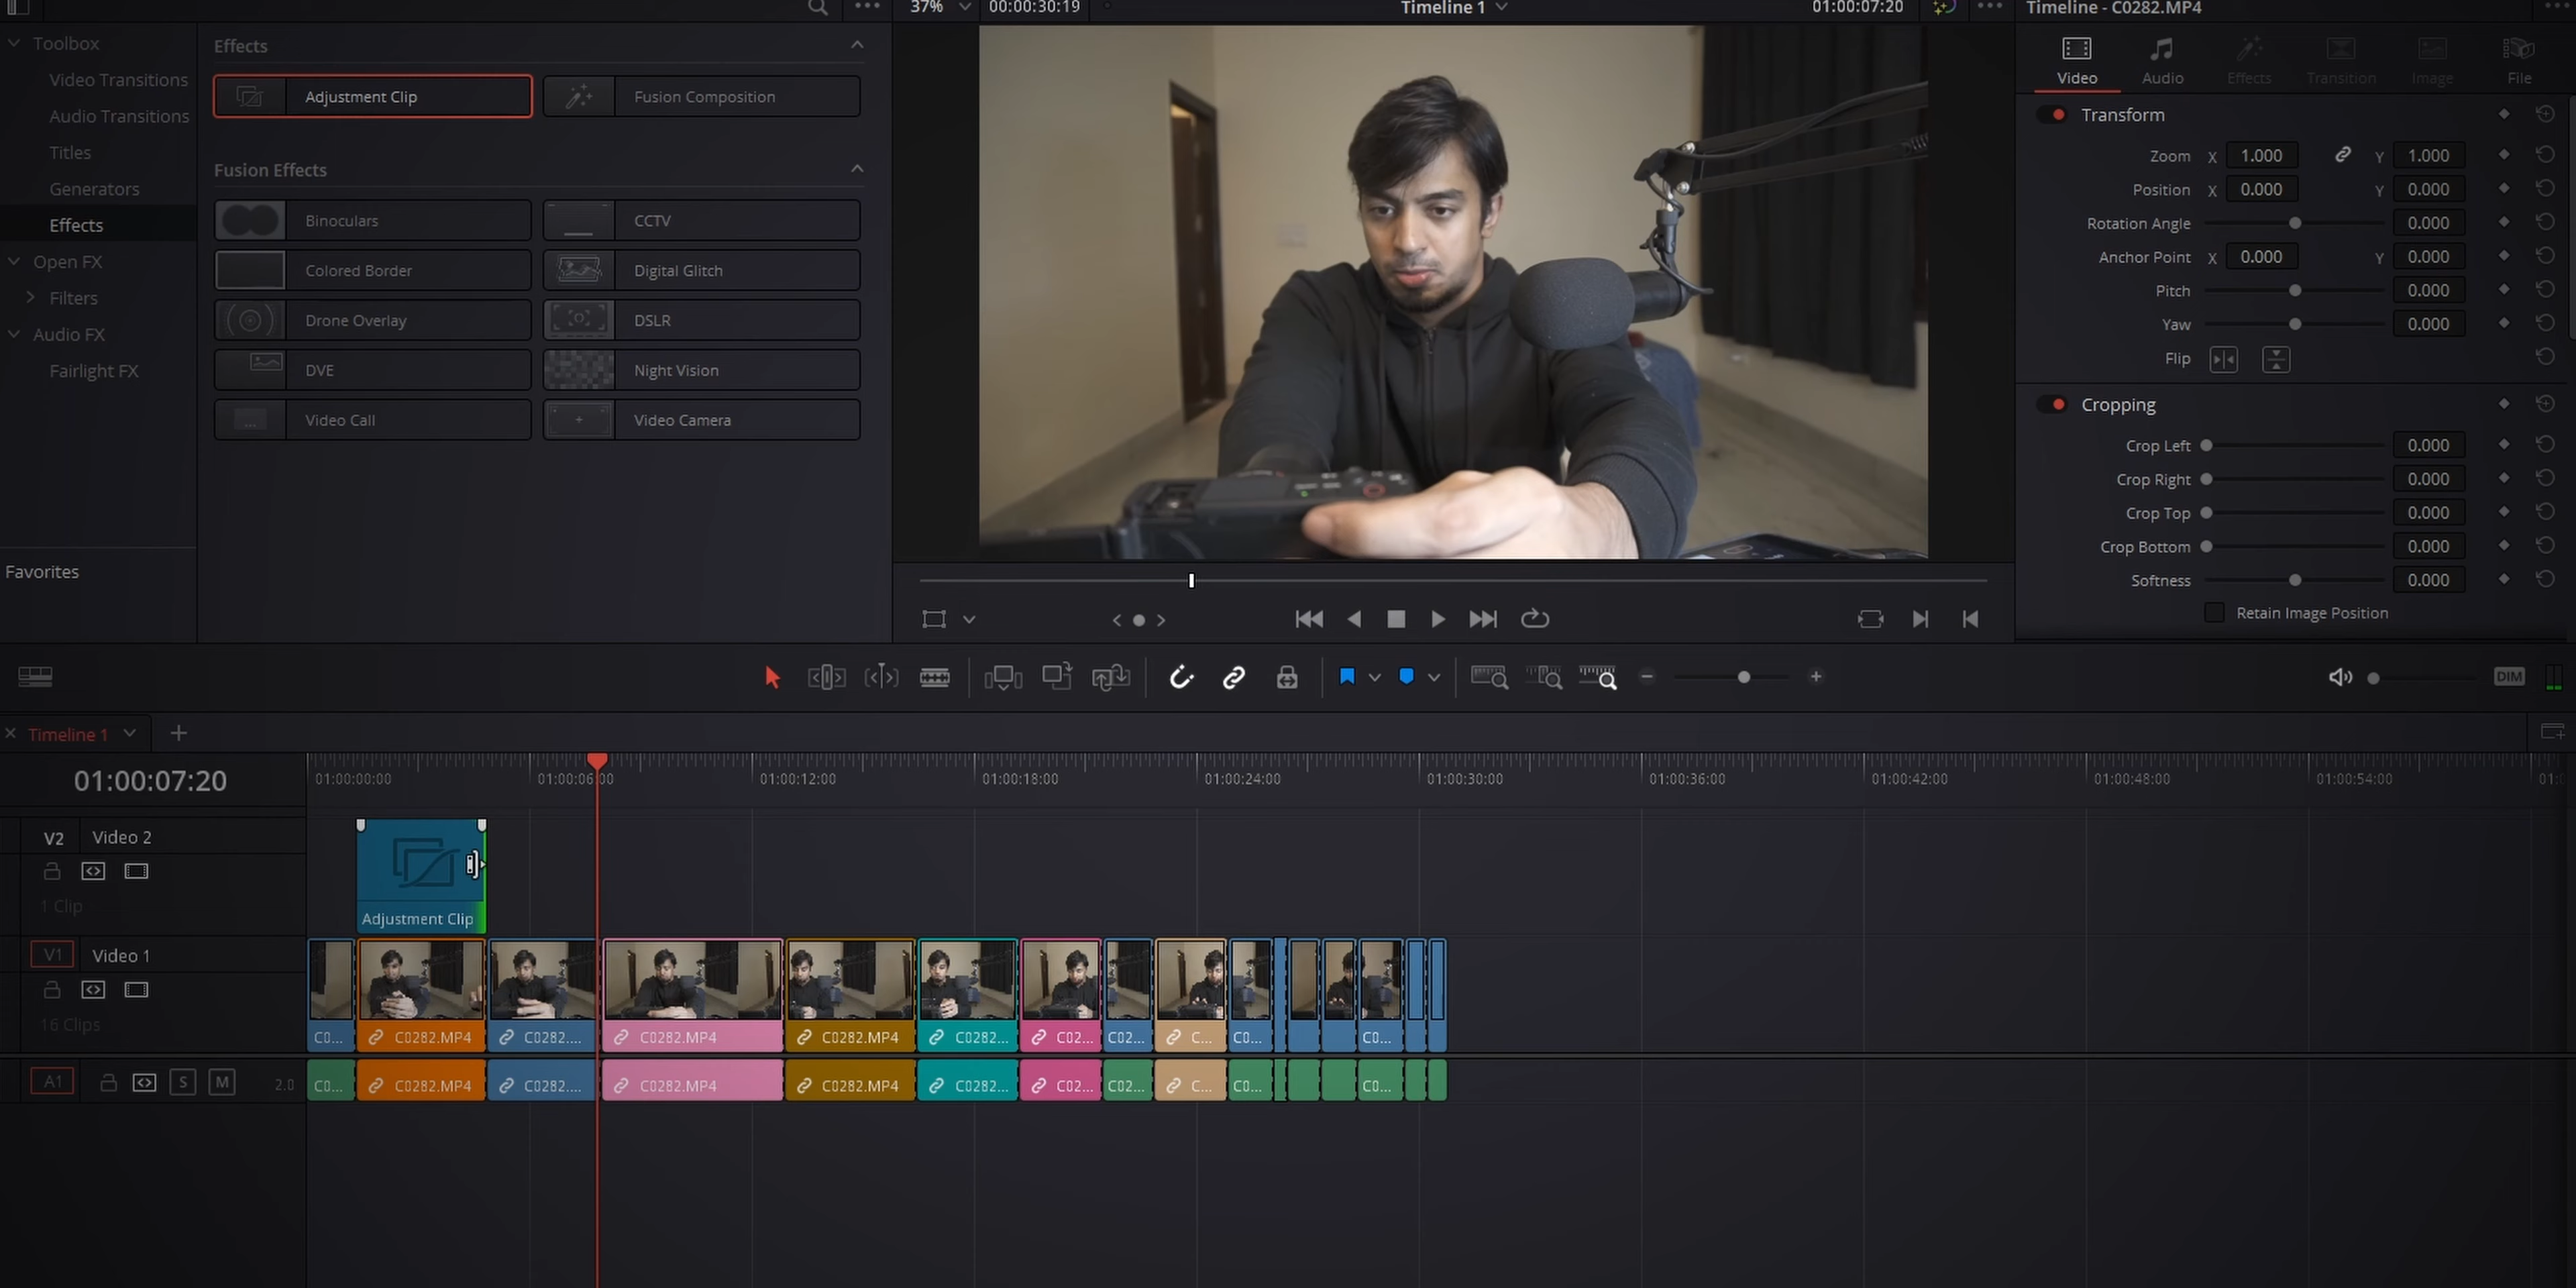 37%
00:00:30:19
Timeline 1
01:00:07:20
Timeline - C0282.MP4
Toolbox
Video Transitions
Audio Transitions
Titles
Generators
Effects
Open FX
Filters
Audio FX
Fairlight FX
Favorites
Effects
Adjustment Clip
Fusion Composition
Fusion Effects
Binoculars
CCTV
Colored Border
Digital Glitch
Drone Overlay
DSLR
DVE
Night Vision
Video Call
Video Camera
Video
Audio
Effects
Transition
Image
File
Transform
Zoom X 1.000 Y 1.000
Position X 0.000 Y 0.000
Rotation Angle 0.000
Anchor Point X 0.000 Y 0.000
Pitch 0.000
Yaw 0.000
Flip
Cropping
Crop Left 0.000
Crop Right 0.000
Crop Top 0.000
Crop Bottom 0.000
Softness 0.000
Retain Image Position
DIM
Timeline 1
01:00:07:20
01:00:00:00
01:00:06:00
01:00:12:00
01:00:18:00
01:00:24:00
01:00:30:00
01:00:36:00
01:00:42:00
01:00:48:00
01:00:54:00
V2 Video 2
1 Clip
Adjustment Clip
V1 Video 1
16 Clips
C0... C0282.MP4 C0282.... C0282.MP4 C0282.MP4 C0282... C02... C02... C... C0... C0...
A1 S M 2.0
C0... C0282.MP4 C0282.... C0282.MP4 C0282.MP4 C0282... C02... C02... C... C0... C0...